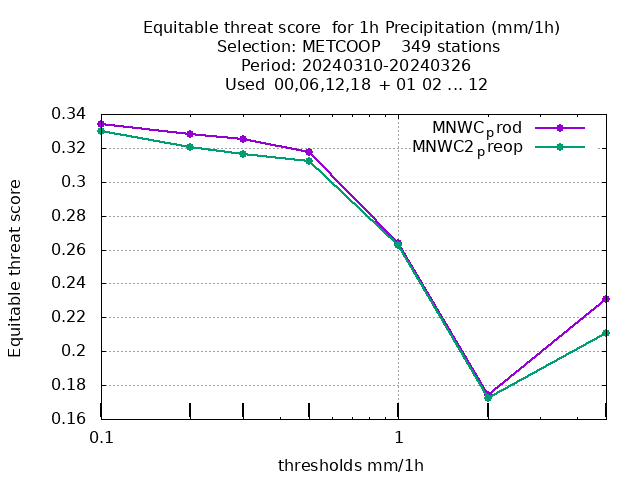 Equitable threat score  for 1h Precipitation (mm/1h)
Selection: METCOOP    349 stations
Period: 20240310-20240326
Used  00,06,12,18  + 01 02 ... 12
MNWCprod
MNWC2preop
Equitable threat score
0.34
0.32
0.3
0.28
0.26
0.24
0.22
0.2
0.18
0.16
0.1
1
thresholds mm/1h